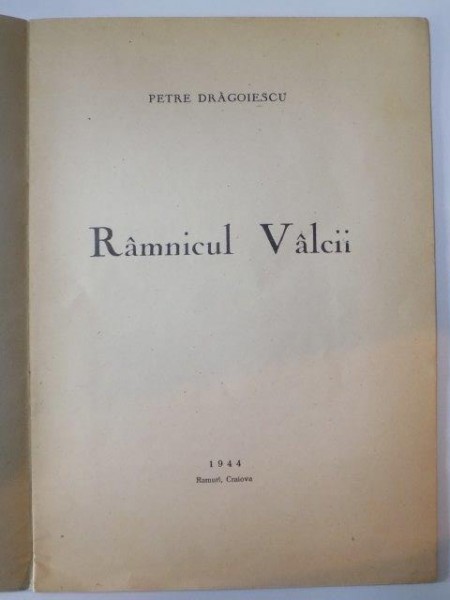 PETRE DRĂGOIESCU
Râmnicul Vâlcii
1944
Ramuri, Craiova